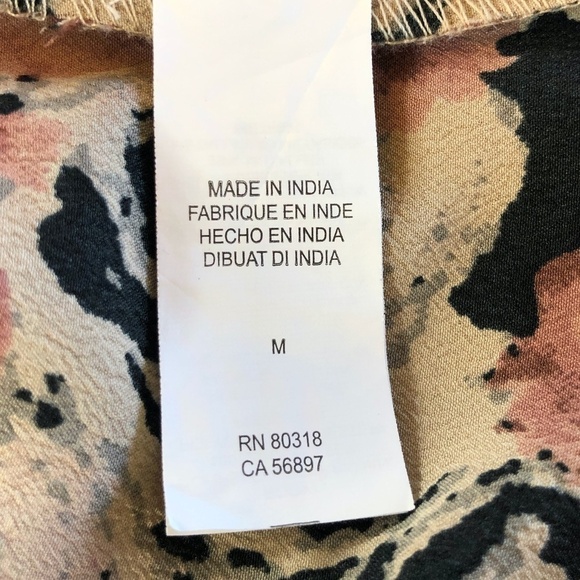 MADE IN INDIA
FABRIQUE EN INDE
HECHO EN INDIA
DIBUAT DI INDIA
M
RN 80318
CA 56897